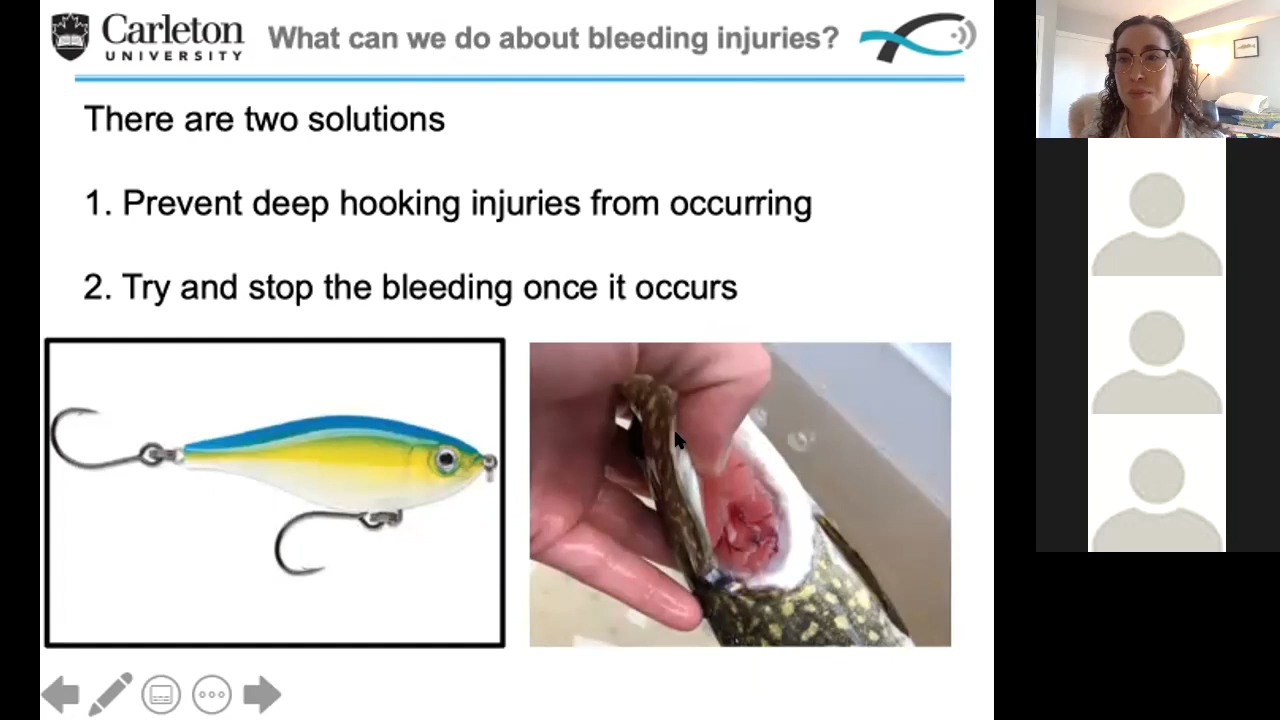 Carleton
UNIVERSITY
What can we do about bleeding injuries?
There are two solutions
1. Prevent deep hooking injuries from occurring
2. Try and stop the bleeding once it occurs